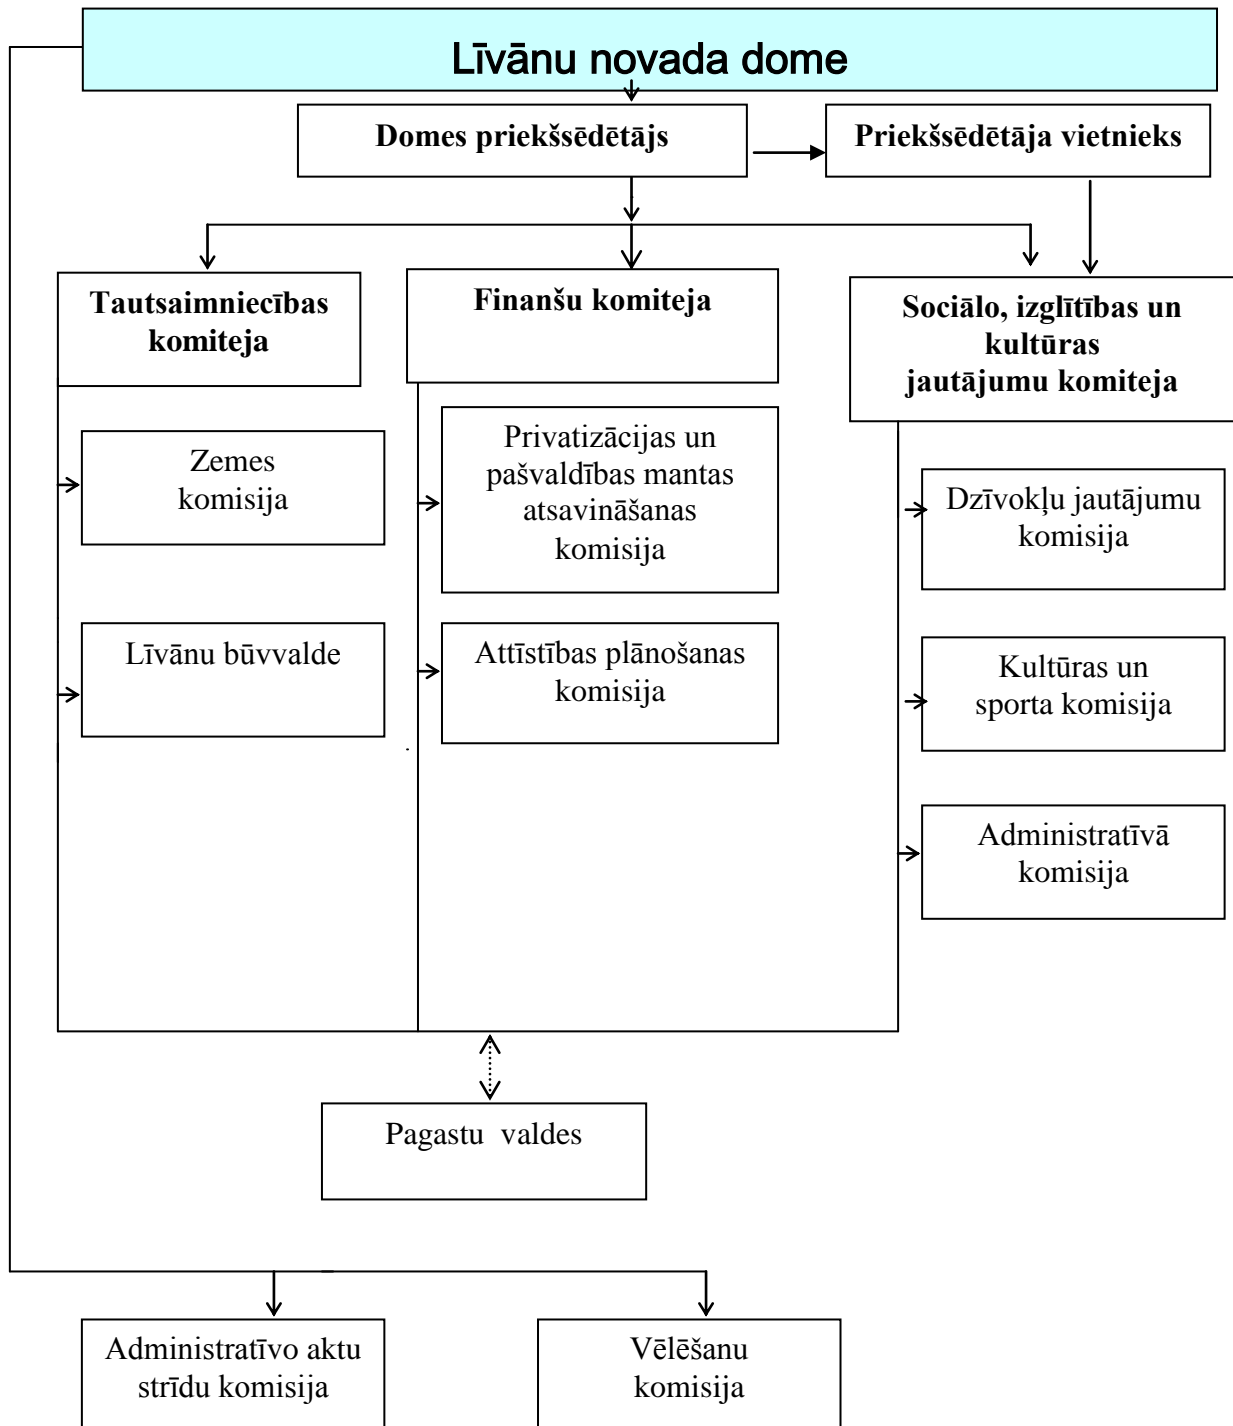 Līvānu novada dome
Domes priekšsēdētājs
Priekšsēdētāja vietnieks
Tautsaimniecības
komiteja
Finanšu komiteja
Sociālo, izglītības un
kultūras
jautājumu komiteja
Zemes
komisija
Privatizācijas un
pašvaldības mantas
atsavināšanas
komisija
Dzīvokļu jautājumu
komisija
Līvānu būvvalde
Attīstības plānošanas
komisija
Kultūras un
sporta komisija
Administratīvā
komisija
Pagastu valdes
Administratīvo aktu
strīdu komisija
Vēlēšanu
komisija